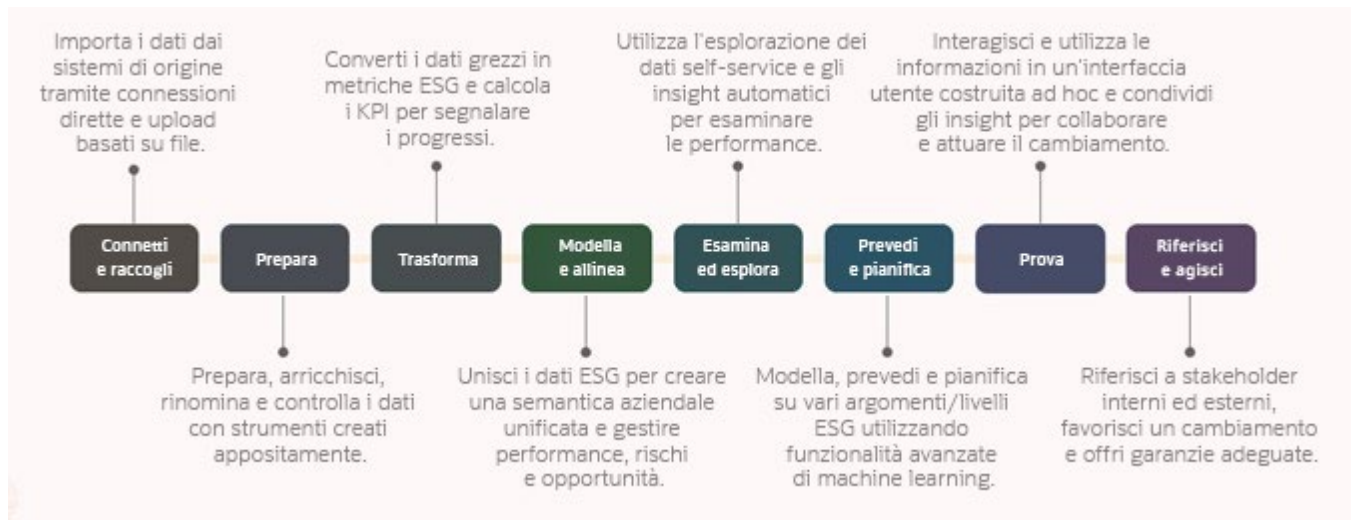 Importa i dati dai
sistemi di origine
tramite connessioni
dirette e upload
basati su file.
Converti i dati grezzi in
metriche ESG e calcola
i KPI per segnalare
i progressi.
Utilizza l'esplorazione dei
dati self-service e gli
insight automatici
per esaminare
le performance.
Interagisci e utilizza le
informazioni in un'interfaccia
utente costruita ad hoc e condividi
gli insight per collaborare
e attuare il cambiamento.
Connetti
e raccogli
Prepara
Trasforma
Modella
e allinea
Esamina
ed esplora
Prevedi
e pianifica
Prova
Riferisci
e agisci
Prepara, arricchisci,
rinomina e controlla i dati
con strumenti creati
appositamente.
Unisci i dati ESG per creare
una semantica aziendale
unificata e gestire
performance, rischi
e opportunità.
Modella, prevedi e pianifica
su vari argomenti/livelli
ESG utilizzando
funzionalità avanzate
di machine learning.
Riferisci a stakeholder
interni ed esterni,
favorisci un cambiamento
e offri garanzie adeguate.